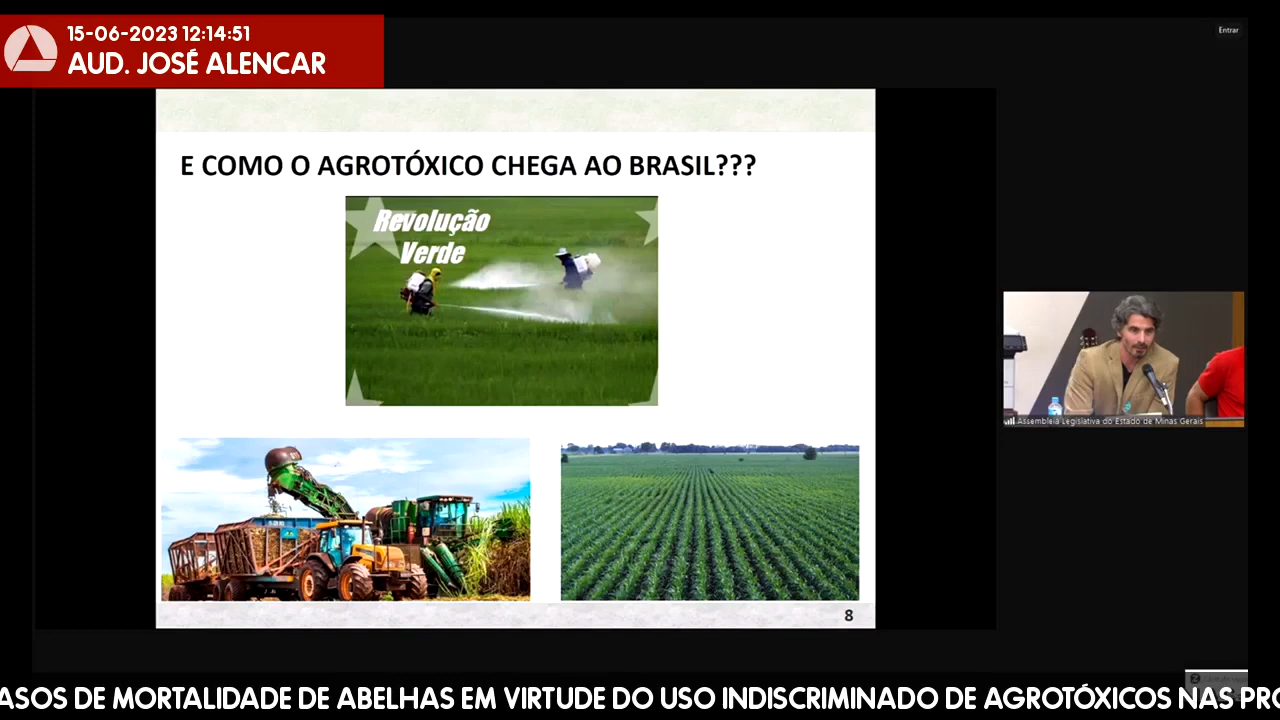 15-06-2023 12:14:51
AUD. JOSÉ ALENCAR
Entrar
E COMO O AGROTÓXICO CHEGA AO BRASIL???
Revolução
Verde
Assembleia Legislativa do Estado de Minas Gerais
8
ASOS DE MORTALIDADE DE ABELHAS EM VIRTUDE DO USO INDISCRIMINADO DE AGROTÓXICOS NAS PRO